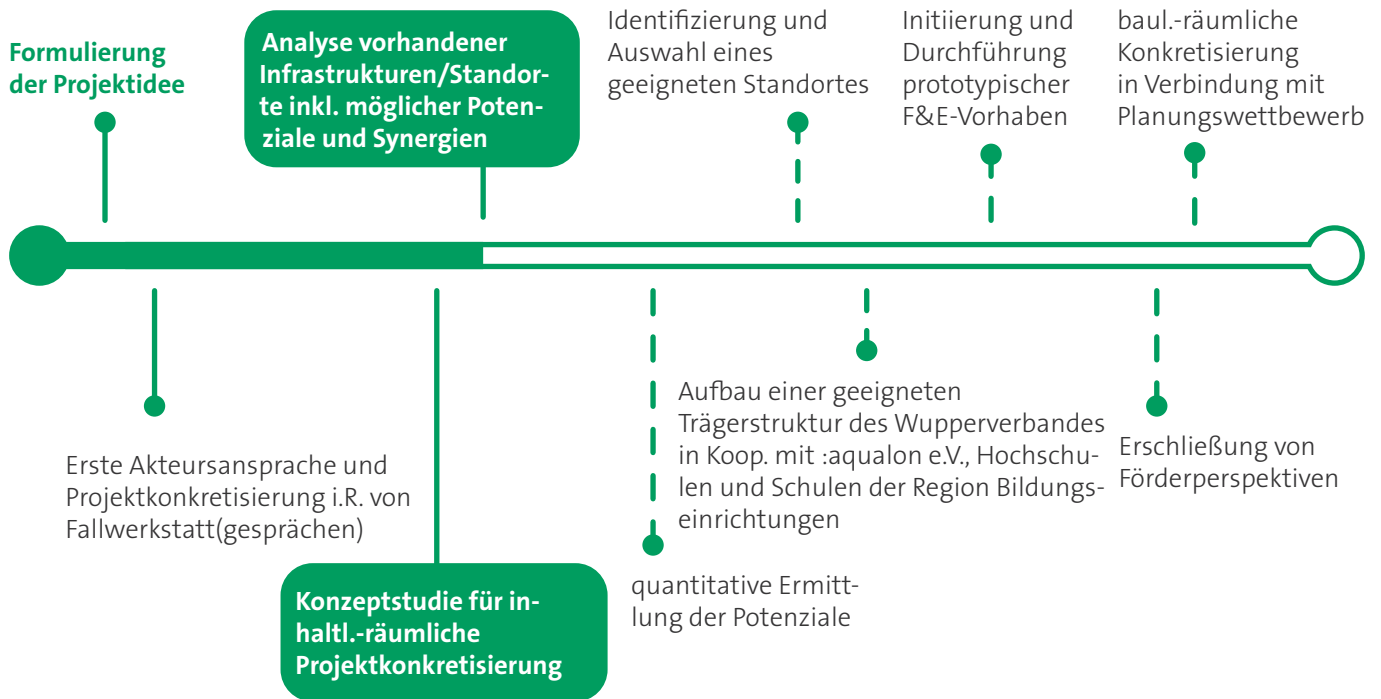 Formulierung
der Projektidee
Analyse vorhandener
Infrastrukturen/Standor-
te inkl. möglicher Poten-
ziale und Synergien
Identifizierung und
Auswahl eines
geeigneten Standortes
Initiierung und
Durchführung
prototypischer
F&E-Vorhaben
baul.-räumliche
Konkretisierung
in Verbindung mit
Planungswettbewerb
Erste Akteursansprache und
Projektkonkretisierung i.R. von
Fallwerkstatt(gesprächen)
Konzeptstudie für in-
haltl.-räumliche
Projektkonkretisierung
quantitative Ermitt-
lung der Potenziale
Aufbau einer geeigneten
Trägerstruktur des Wupperverbandes
in Koop. mit :aqualon e.V., Hochschu-
len und Schulen der Region Bildungs-
einrichtungen
Erschließung von
Förderperspektiven